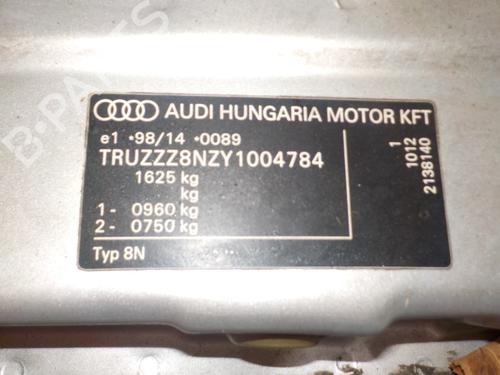 AUDI HUNGARIA MOTOR KFT
e1 *98/14 *0089
TRUZZZ8NZY1004784
1625 kg
kg
1- 0960 kg
2- 0750 kg
Typ 8N
1
1012
2138140
B-PARTS